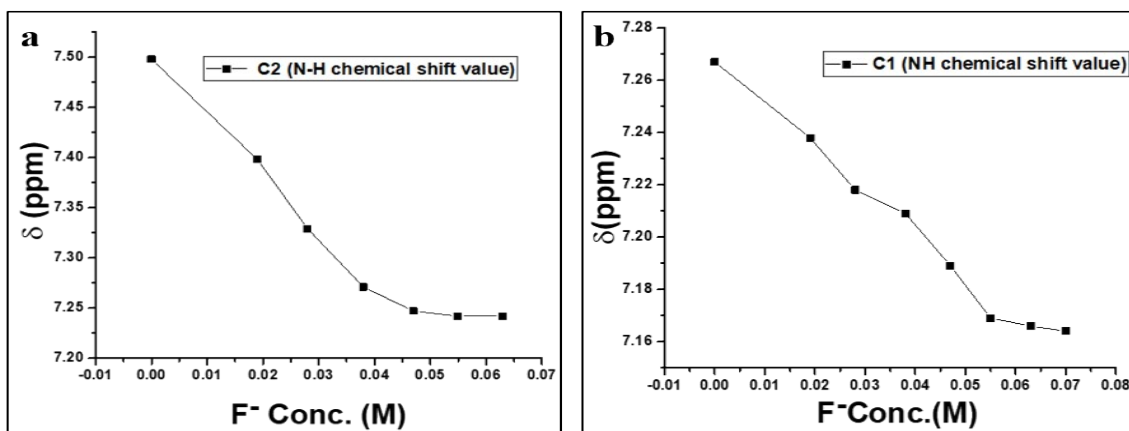 a
C2 (N-H chemical shift value)
7.50
7.45
7.40
7.35
7.30
7.25
7.20
δ (ppm)
-0.01 0.00 0.01 0.02 0.03 0.04 0.05 0.06 0.07
F⁻ Conc. (M)
b
C1 (NH chemical shift value)
7.28
7.26
7.24
7.22
7.20
7.18
7.16
δ(ppm)
-0.01 0.00 0.01 0.02 0.03 0.04 0.05 0.06 0.07 0.08
F⁻Conc.(M)